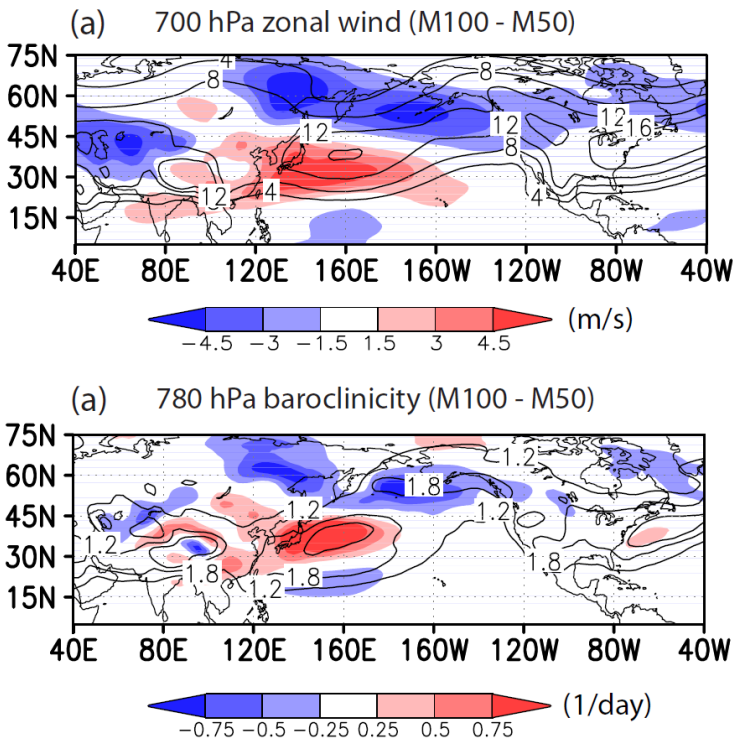 (a) 700 hPa zonal wind (M100 - M50)
75N
4
8
8
60N
12
12
12
16
45N
8
30N
12
4
4
15N
40E 80E 120E 160E 160W 120W 80W 40W
-4.5 -3 -1.5 1.5 3 4.5 (m/s)
(a) 780 hPa baroclinicity (M100 - M50)
75N
1.2
60N
1.8
1.2
1.2
45N
1.2
30N
1.8
1.8
1.8
1.2
15N
40E 80E 120E 160E 160W 120W 80W 40W
-0.75 -0.5 -0.25 0.25 0.5 0.75 (1/day)